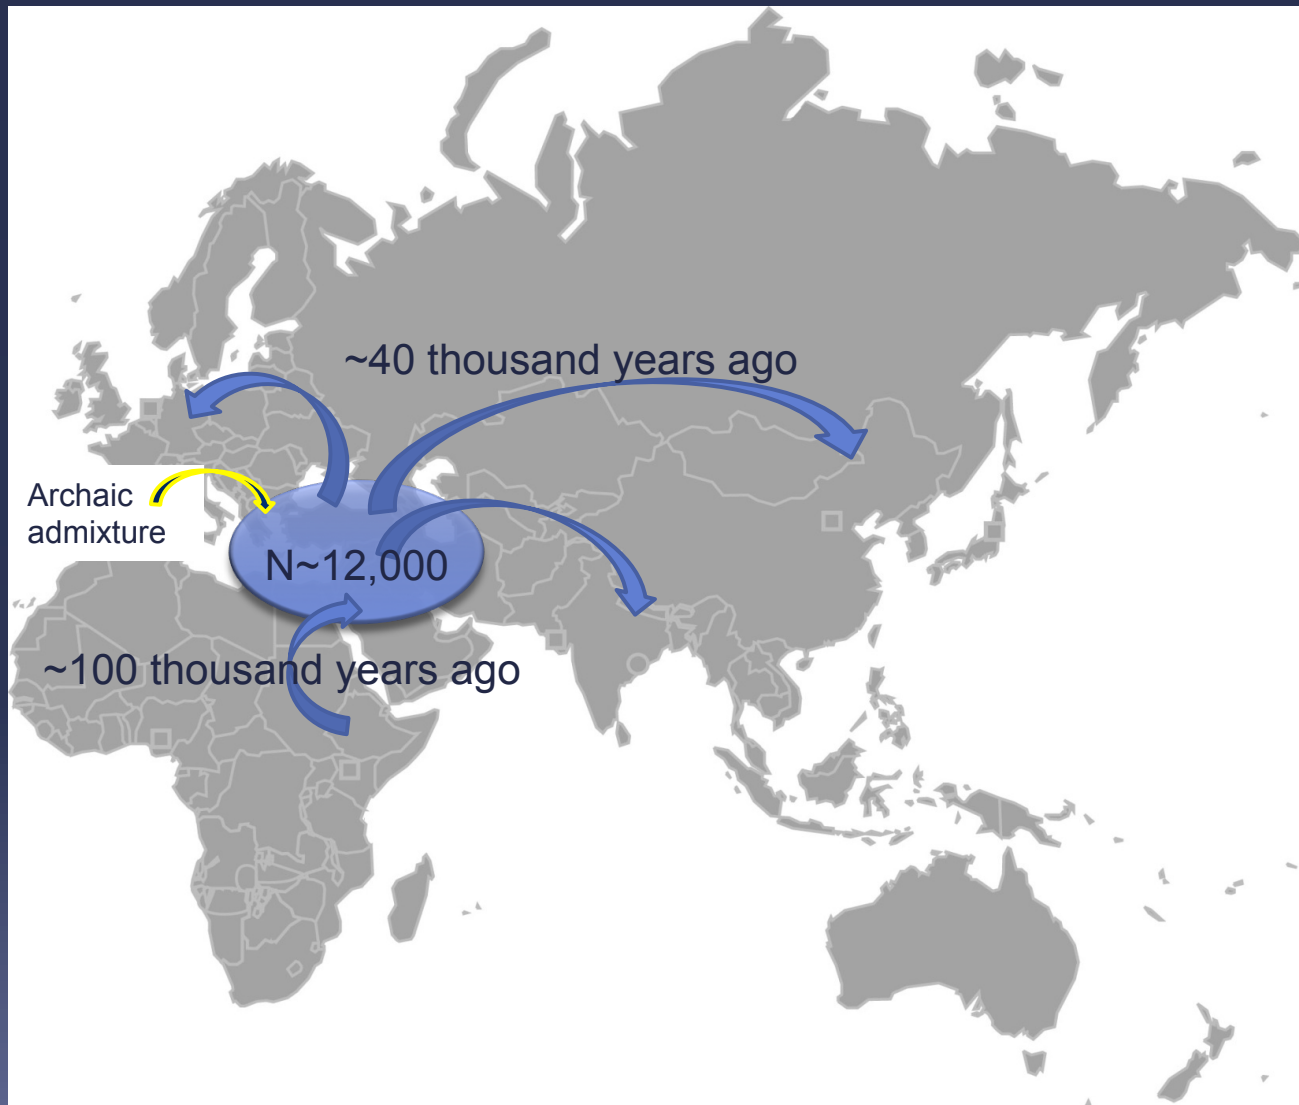 ~40 thousand years ago
Archaic
admixture
N~12,000
~100 thousand years ago